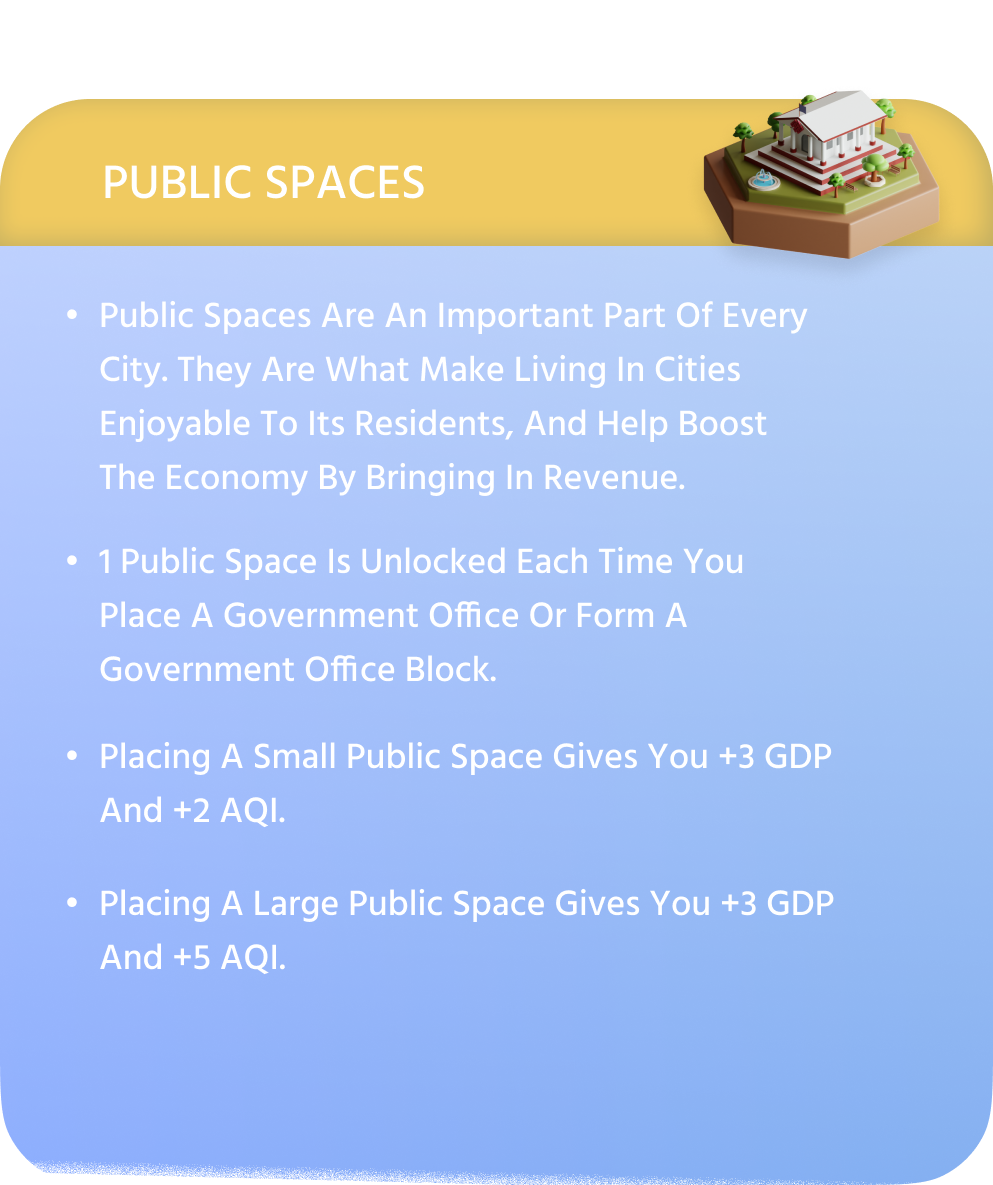 PUBLIC SPACES
• Public Spaces Are An Important Part Of Every
City. They Are What Make Living In Cities
Enjoyable To Its Residents, And Help Boost
The Economy By Bringing In Revenue.
• 1 Public Space Is Unlocked Each Time You
Place A Government Office Or Form A
Government Office Block.
• Placing A Small Public Space Gives You +3 GDP
And +2 AQI.
• Placing A Large Public Space Gives You +3 GDP
And +5 AQI.